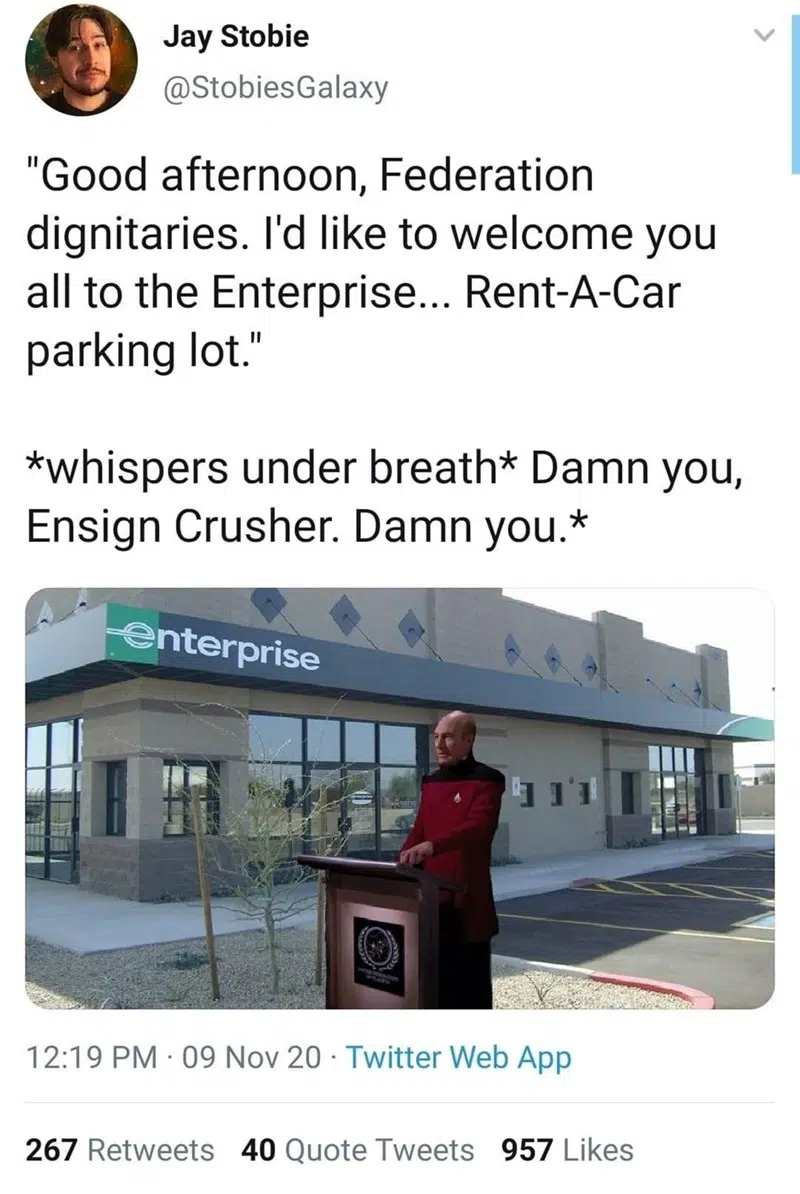 Jay Stobie
@StobiesGalaxy
"Good afternoon, Federation
dignitaries. I'd like to welcome you
all to the Enterprise... Rent-A-Car
parking lot."
*whispers under breath* Damn you,
Ensign Crusher. Damn you.*
enterprise
12:19 PM · 09 Nov 20 · Twitter Web App
267 Retweets 40 Quote Tweets 957 Likes